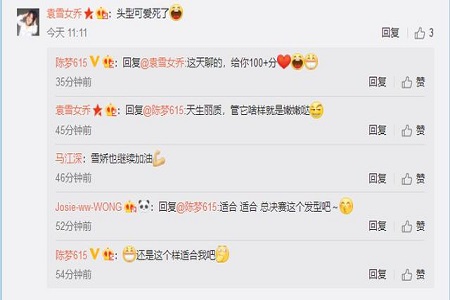 袁雪女乔：头型可爱死了
今天 11:11 回复 3
陈梦615：回复@袁雪女乔:这天聊的，给你100+分
35分钟前 回复 赞
袁雪女乔：回复@陈梦615:天生丽质，管它啥样就是嫩嫩哒
45分钟前 回复 赞
马江深：雪娇也继续加油
46分钟前 回复 赞
Josie-ww-WONG：回复@陈梦615:适合 适合 总决赛这个发型吧～
52分钟前 回复 赞
陈梦615：还是这个样适合我吧
54分钟前 回复 赞